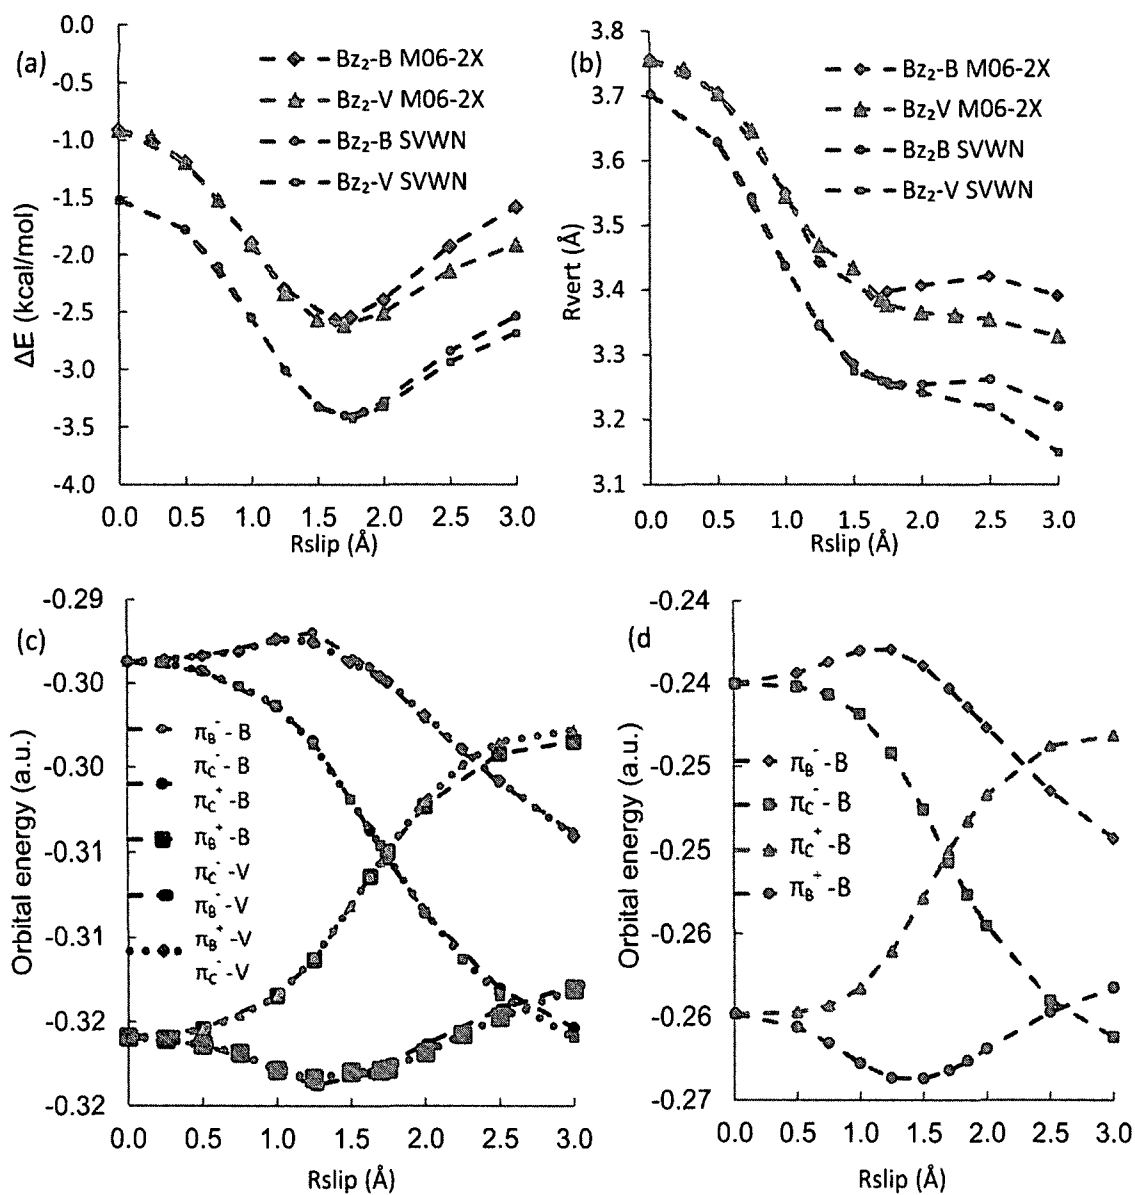 (a)
0.0
-0.5
-1.0
-1.5
-2.0
-2.5
-3.0
-3.5
-4.0
ΔE (kcal/mol)
Bz₂-B M06-2X
Bz₂-V M06-2X
Bz₂-B SVWN
Bz₂-V SVWN
0.0 0.5 1.0 1.5 2.0 2.5 3.0
Rslip (Å)
(b)
3.8
3.7
3.6
3.5
3.4
3.3
3.2
3.1
Rvert (Å)
Bz₂-B M06-2X
Bz₂V M06-2X
Bz₂B SVWN
Bz₂-V SVWN
0.0 0.5 1.0 1.5 2.0 2.5 3.0
Rslip (Å)
(c)
-0.29
-0.30
-0.30
-0.31
-0.31
-0.32
-0.32
Orbital energy (a.u.)
π_B⁻-B
π_C⁻-B
π_C⁺-B
π_B⁺-B
π_C⁻-V
π_B⁻-V
π_B⁺-V
π_C⁻-V
0.0 0.5 1.0 1.5 2.0 2.5 3.0
Rslip (Å)
(d
-0.24
-0.24
-0.25
-0.25
-0.26
-0.26
-0.27
Orbital energy (a.u.)
π_B⁻-B
π_C⁻-B
π_C⁺-B
π_B⁺-B
0.0 0.5 1.0 1.5 2.0 2.5 3.0
Rslip (Å)